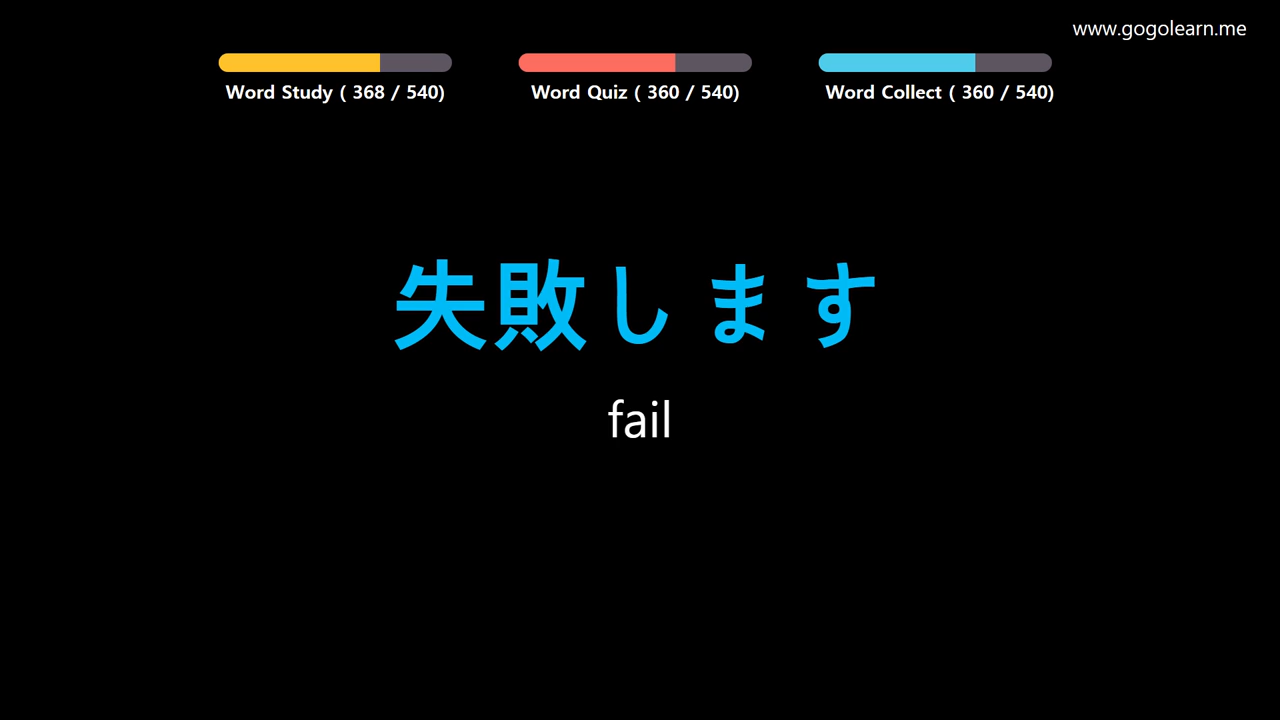 www.gogolearn.me
Word Study ( 368 / 540)
Word Quiz ( 360 / 540)
Word Collect ( 360 / 540)
失敗します
fail